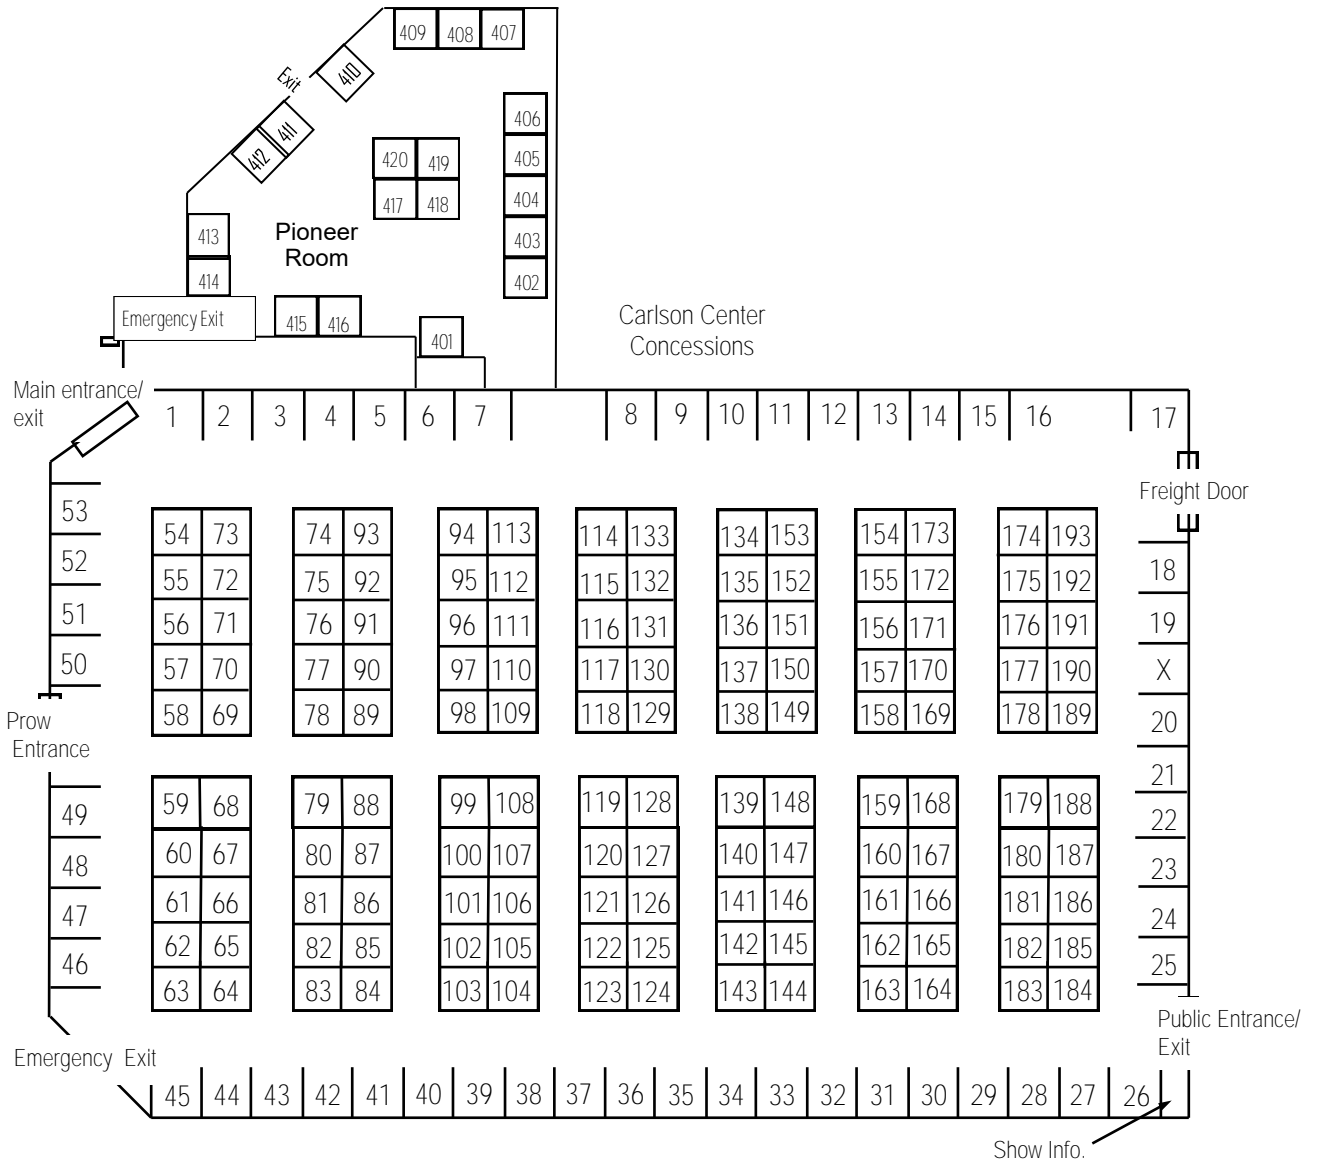 409 408 407
410
Exit
406
411
412
420 419
405
417 418
404
413
Pioneer
Room
403
414
402
Emergency Exit
415 416
401
Carlson Center
Concessions
Main entrance/
exit
1 2 3 4 5 6 7 8 9 10 11 12 13 14 15 16 17
Freight Door
53
54 73 74 93 94 113 114 133 134 153 154 173 174 193
52
55 72 75 92 95 112 115 132 135 152 155 172 175 192
18
51
56 71 76 91 96 111 116 131 136 151 156 171 176 191
19
50
57 70 77 90 97 110 117 130 137 150 157 170 177 190
X
58 69 78 89 98 109 118 129 138 149 158 169 178 189
20
Prow
Entrance
21
49
59 68 79 88 99 108 119 128 139 148 159 168 179 188
22
48
60 67 80 87 100 107 120 127 140 147 160 167 180 187
23
47
61 66 81 86 101 106 121 126 141 146 161 166 181 186
24
46
62 65 82 85 102 105 122 125 142 145 162 165 182 185
25
63 64 83 84 103 104 123 124 143 144 163 164 183 184
Public Entrance/
Exit
Emergency Exit
45 44 43 42 41 40 39 38 37 36 35 34 33 32 31 30 29 28 27 26
Show Info.